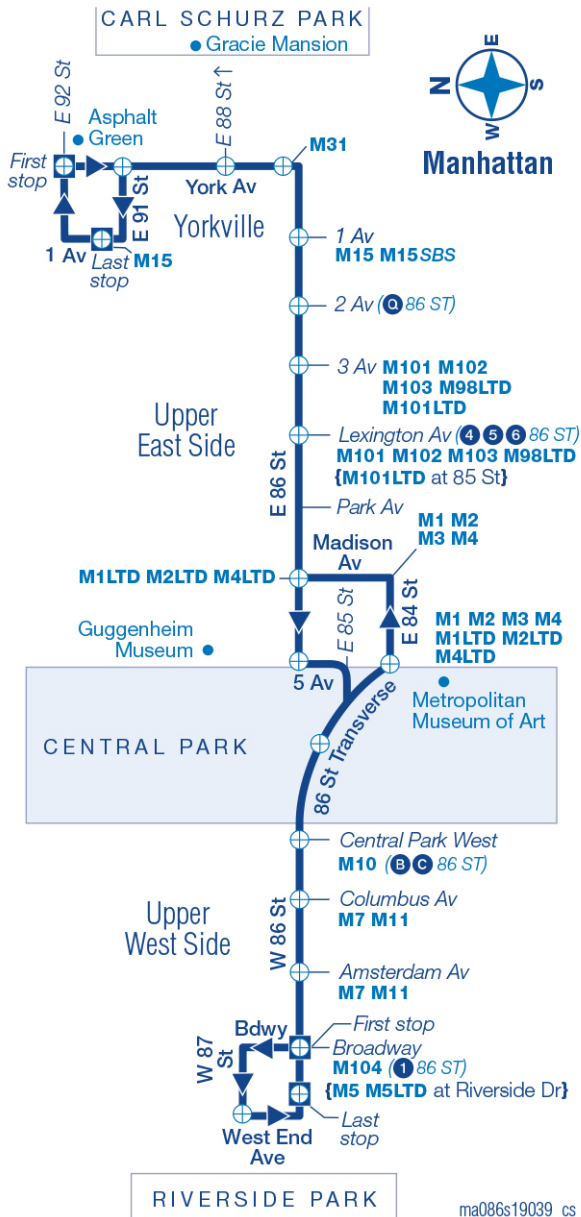 CARL SCHURZ PARK
Gracie Mansion
E
N
S
W
Manhattan
E 92 St
Asphalt
Green
E 88 St ↑
M31
First
stop
York Av
E 91 St
Yorkville
1 Av
Last
stop
M15
1 Av
M15 M15SBS
2 Av (Q 86 ST)
3 Av M101 M102
M103 M98LTD
M101LTD
Upper
East Side
Lexington Av (4 5 6 86 ST)
M101 M102 M103 M98LTD
{M101LTD at 85 St}
E 86 St
Park Av
Madison
Av
M1 M2
M3 M4
M1LTD M2LTD M4LTD
E 85 St
E 84 St
M1 M2 M3 M4
M1LTD M2LTD
M4LTD
Guggenheim
Museum
5 Av
Metropolitan
Museum of Art
CENTRAL PARK
86 St Transverse
Central Park West
M10 (B C 86 ST)
Upper
West Side
W 86 St
Columbus Av
M7 M11
Amsterdam Av
M7 M11
Bdwy
First stop
Broadway
M104 (1 86 ST)
{M5 M5LTD at Riverside Dr}
W 87
St
Last
stop
West End
Ave
RIVERSIDE PARK
ma086s19039 cs